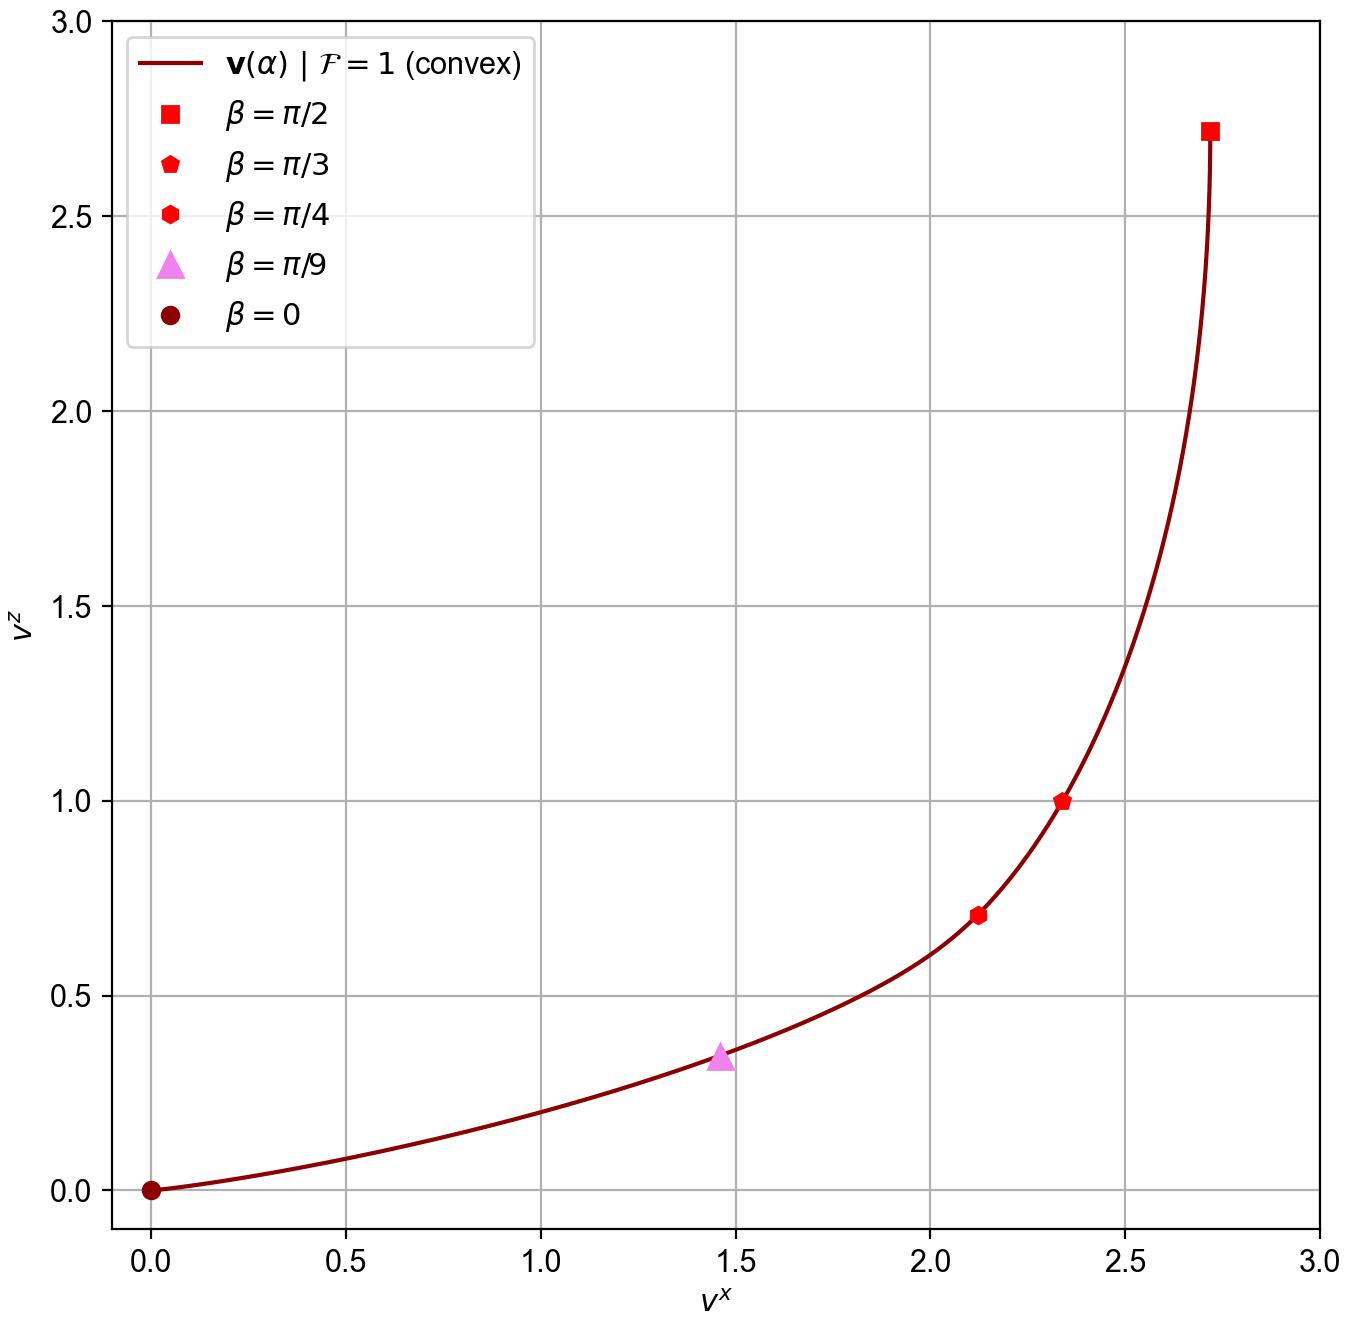 3.0
2.5
2.0
1.5
1.0
0.5
0.0
v^z
𝐯(α) | ℱ = 1 (convex)
β = π/2
β = π/3
β = π/4
β = π/9
β = 0
0.0 0.5 1.0 1.5 2.0 2.5 3.0
v^x